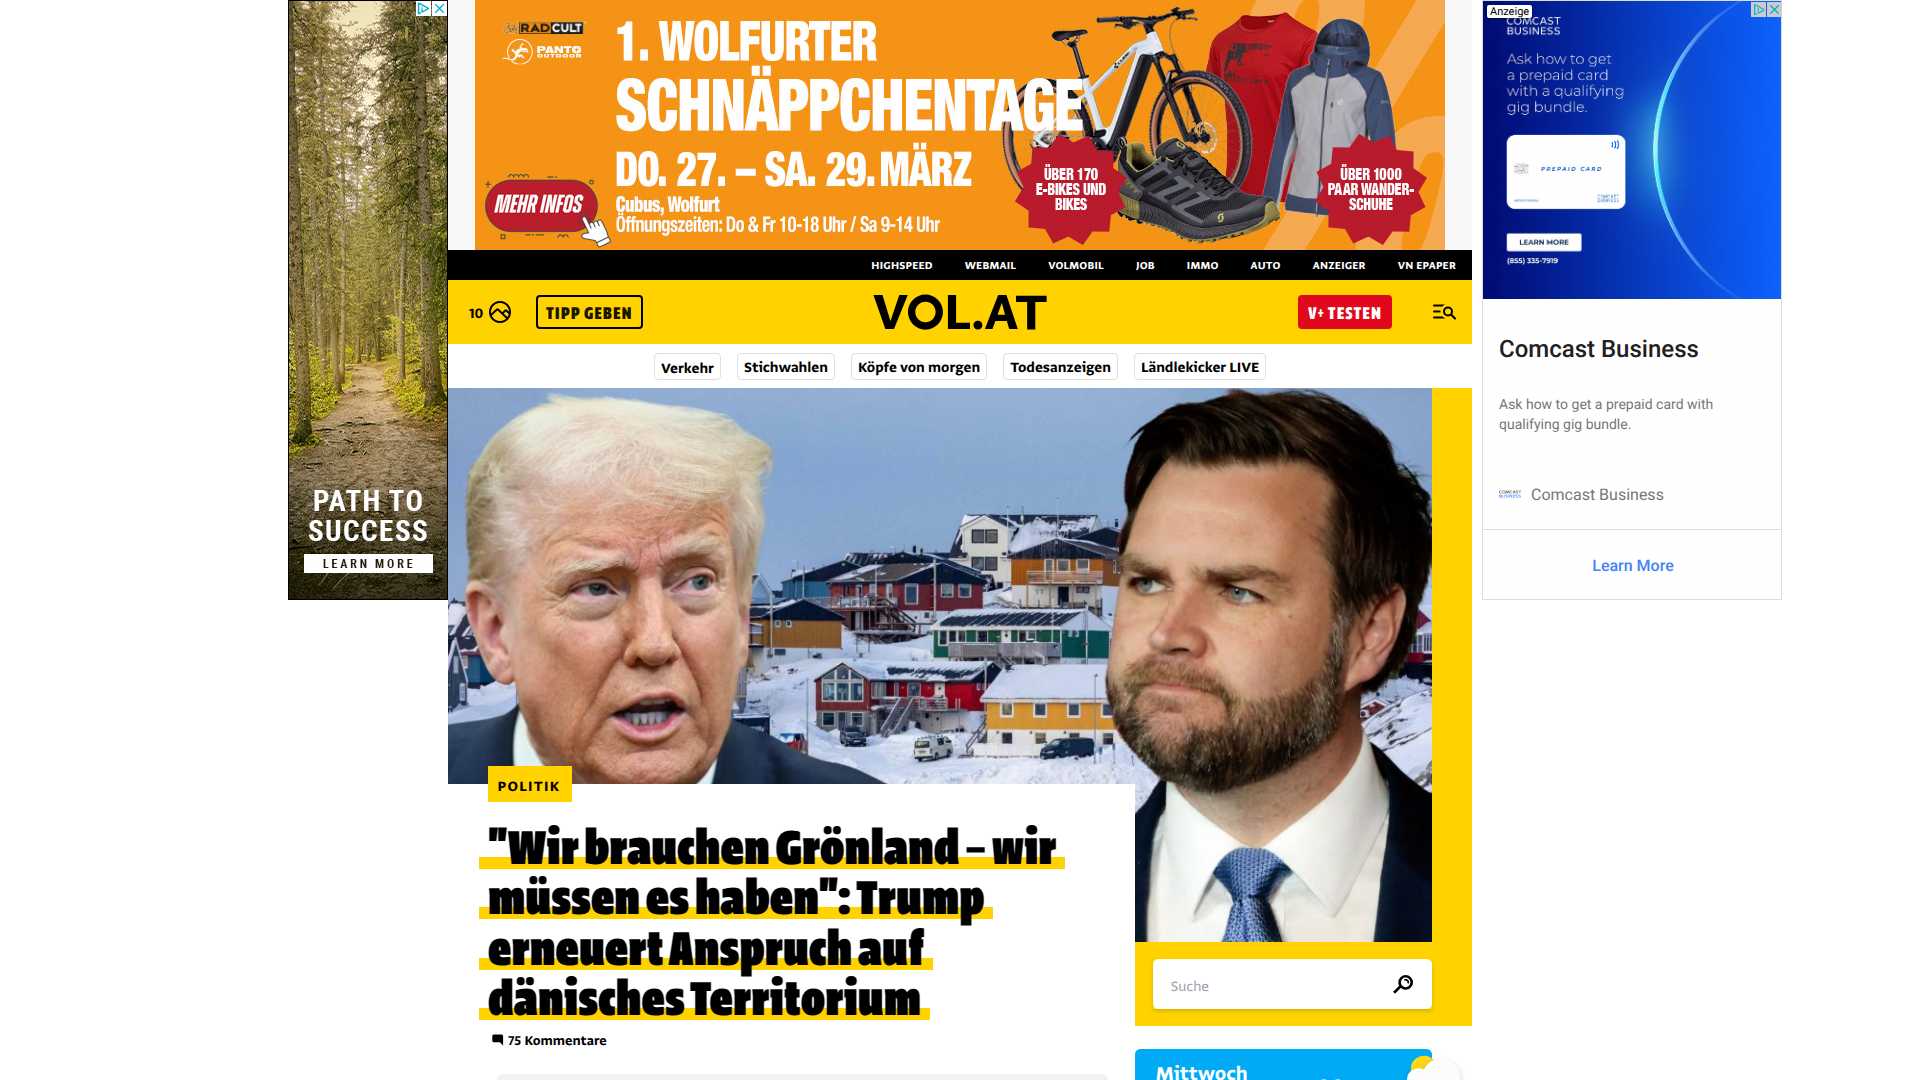 PATH TO
SUCCESS
LEARN MORE
RADCULT
PANTO
OUTDOOR
1. WOLFURTER
SCHNÄPPCHENTAGE
DO. 27. – SA. 29. MÄRZ
Cubus, Wolfurt
Öffnungszeiten: Do & Fr 10-18 Uhr / Sa 9-14 Uhr
MEHR INFOS
ÜBER 170
E-BIKES UND
BIKES
ÜBER 1000
PAAR WANDER-
SCHUHE
Anzeige
COMCAST
BUSINESS
Ask how to get
a prepaid card
with a qualifying
gig bundle.
PREPAID CARD
LEARN MORE
(855) 335-7919
Comcast Business
Ask how to get a prepaid card with
qualifying gig bundle.
COMCAST
BUSINESS
Comcast Business
Learn More
HIGHSPEED WEBMAIL VOLMOBIL JOB IMMO AUTO ANZEIGER VN EPAPER
10 TIPP GEBEN VOL.AT V+ TESTEN
Verkehr Stichwahlen Köpfe von morgen Todesanzeigen Ländlekicker LIVE
POLITIK
"Wir brauchen Grönland – wir
müssen es haben": Trump
erneuert Anspruch auf
dänisches Territorium
75 Kommentare
Suche
Mittwoch